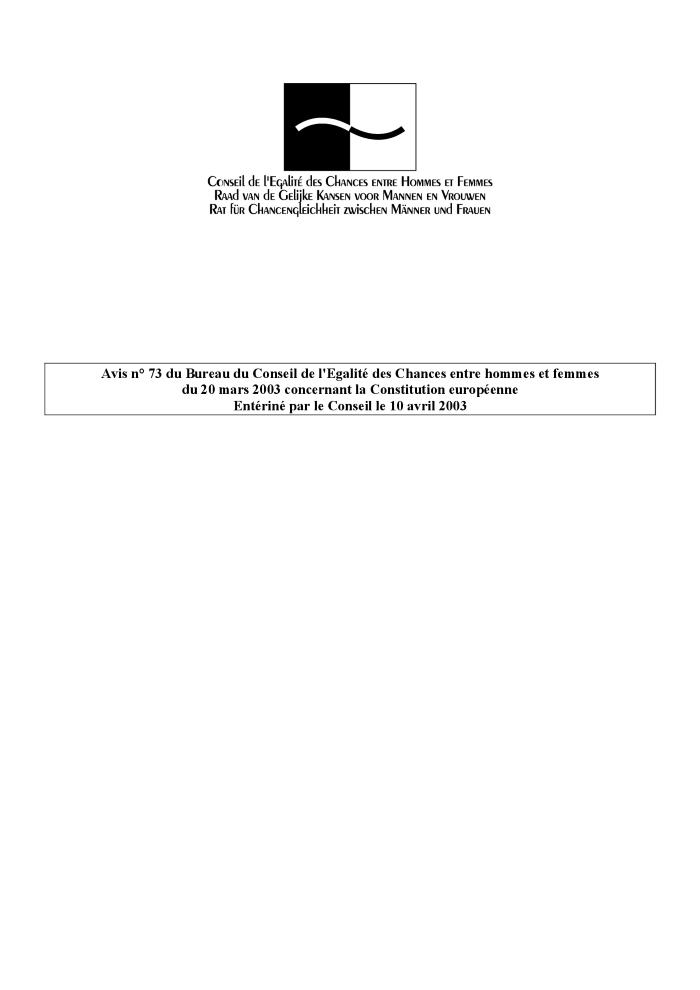 Conseil de l'Egalité des Chances entre Hommes et Femmes
Raad van de Gelijke Kansen voor Mannen en Vrouwen
Rat für Chancengleichheit zwischen Männer und Frauen
Avis n° 73 du Bureau du Conseil de l'Egalité des Chances entre hommes et femmes
du 20 mars 2003 concernant la Constitution européenne
Entériné par le Conseil le 10 avril 2003